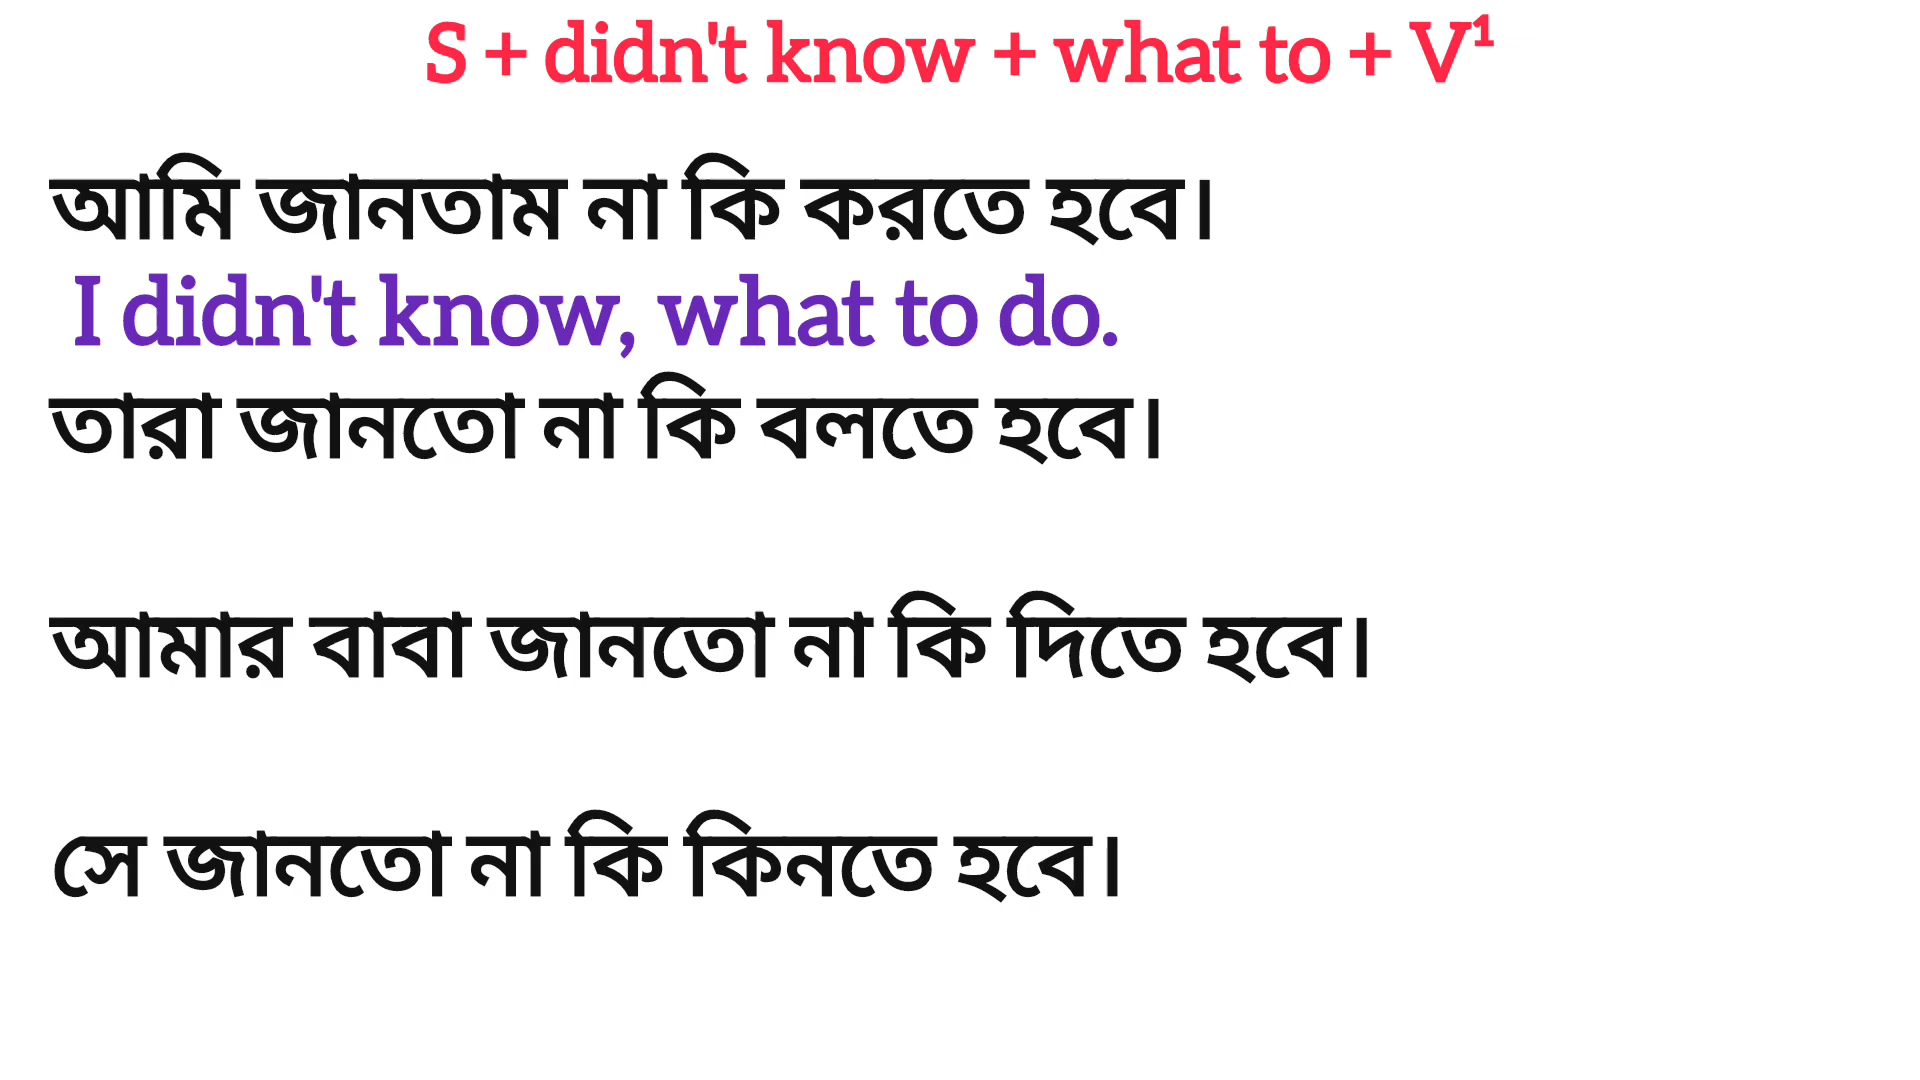 S + didn't know + what to + V¹
আমি জানতাম না কি করতে হবে।
I didn't know, what to do.
তারা জানতো না কি বলতে হবে।
আমার বাবা জানতো না কি দিতে হবে।
সে জানতো না কি কিনতে হবে।